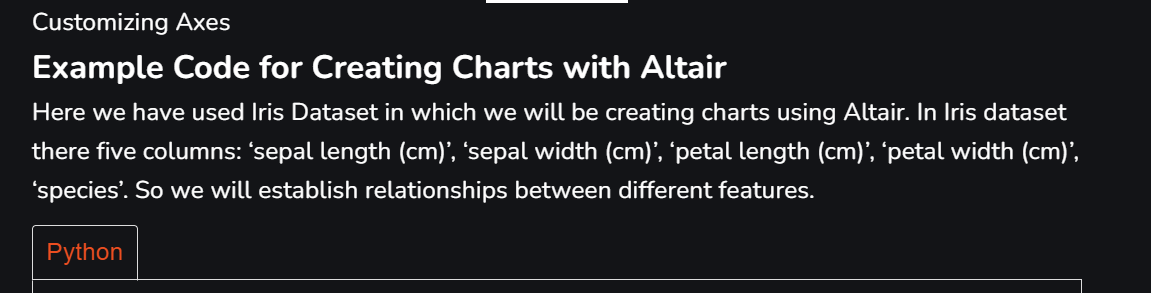 Customizing Axes
Example Code for Creating Charts with Altair
Here we have used Iris Dataset in which we will be creating charts using Altair. In Iris dataset
there five columns: ‘sepal length (cm)’, ‘sepal width (cm)’, ‘petal length (cm)’, ‘petal width (cm)’,
‘species’. So we will establish relationships between different features.
Python